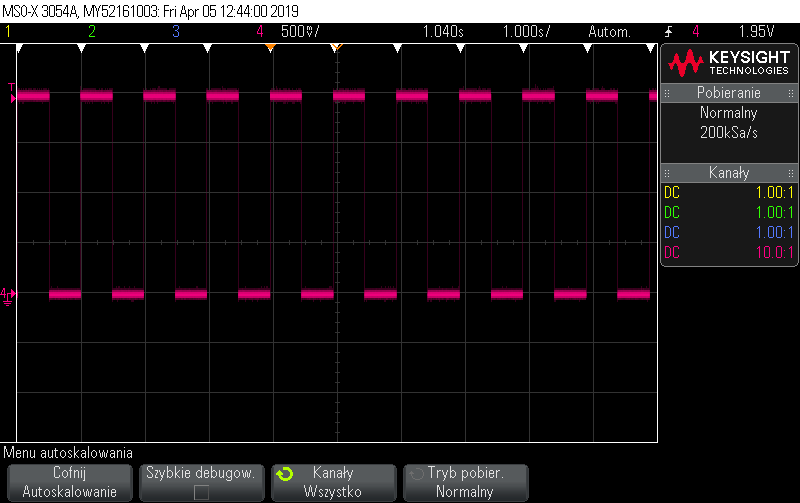 MSO-X 3054A, MY52161003: Fri Apr 05 12:44:00 2019
1 2 3 4 500mV/ 1.040s 1.000s/ Autom. 4 1.95V
KEYSIGHT
TECHNOLOGIES
Pobieranie
Normalny
200kSa/s
Kanały
DC 1.00:1
DC 1.00:1
DC 1.00:1
DC 10.0:1
T
4
Menu autoskalowania
Cofnij
Autoskalowanie
Szybkie debugow.
Kanały
Wszystko
Tryb pobier.
Normalny